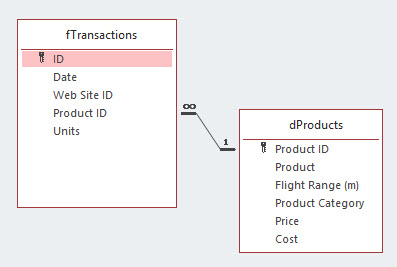 fTransactions
ID
Date
Web Site ID
Product ID
Units
∞
1
dProducts
Product ID
Product
Flight Range (m)
Product Category
Price
Cost